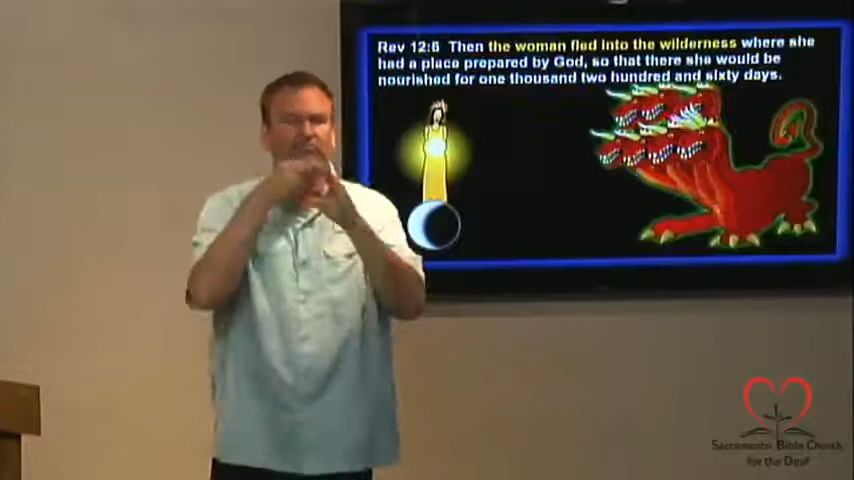 Rev 12:6 Then the woman fled into the wilderness where she
had a place prepared by God, so that there she would be
nourished for one thousand two hundred and sixty days.
Sacramento Bible Church
for the Deaf